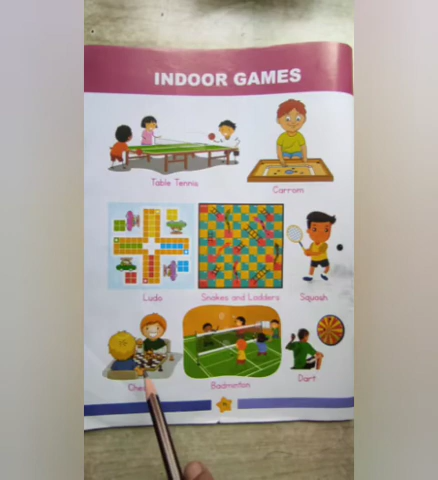 INDOOR GAMES
Table Tennis
Carrom
Ludo
Snakes and Ladders
Squash
Badminton
Dart